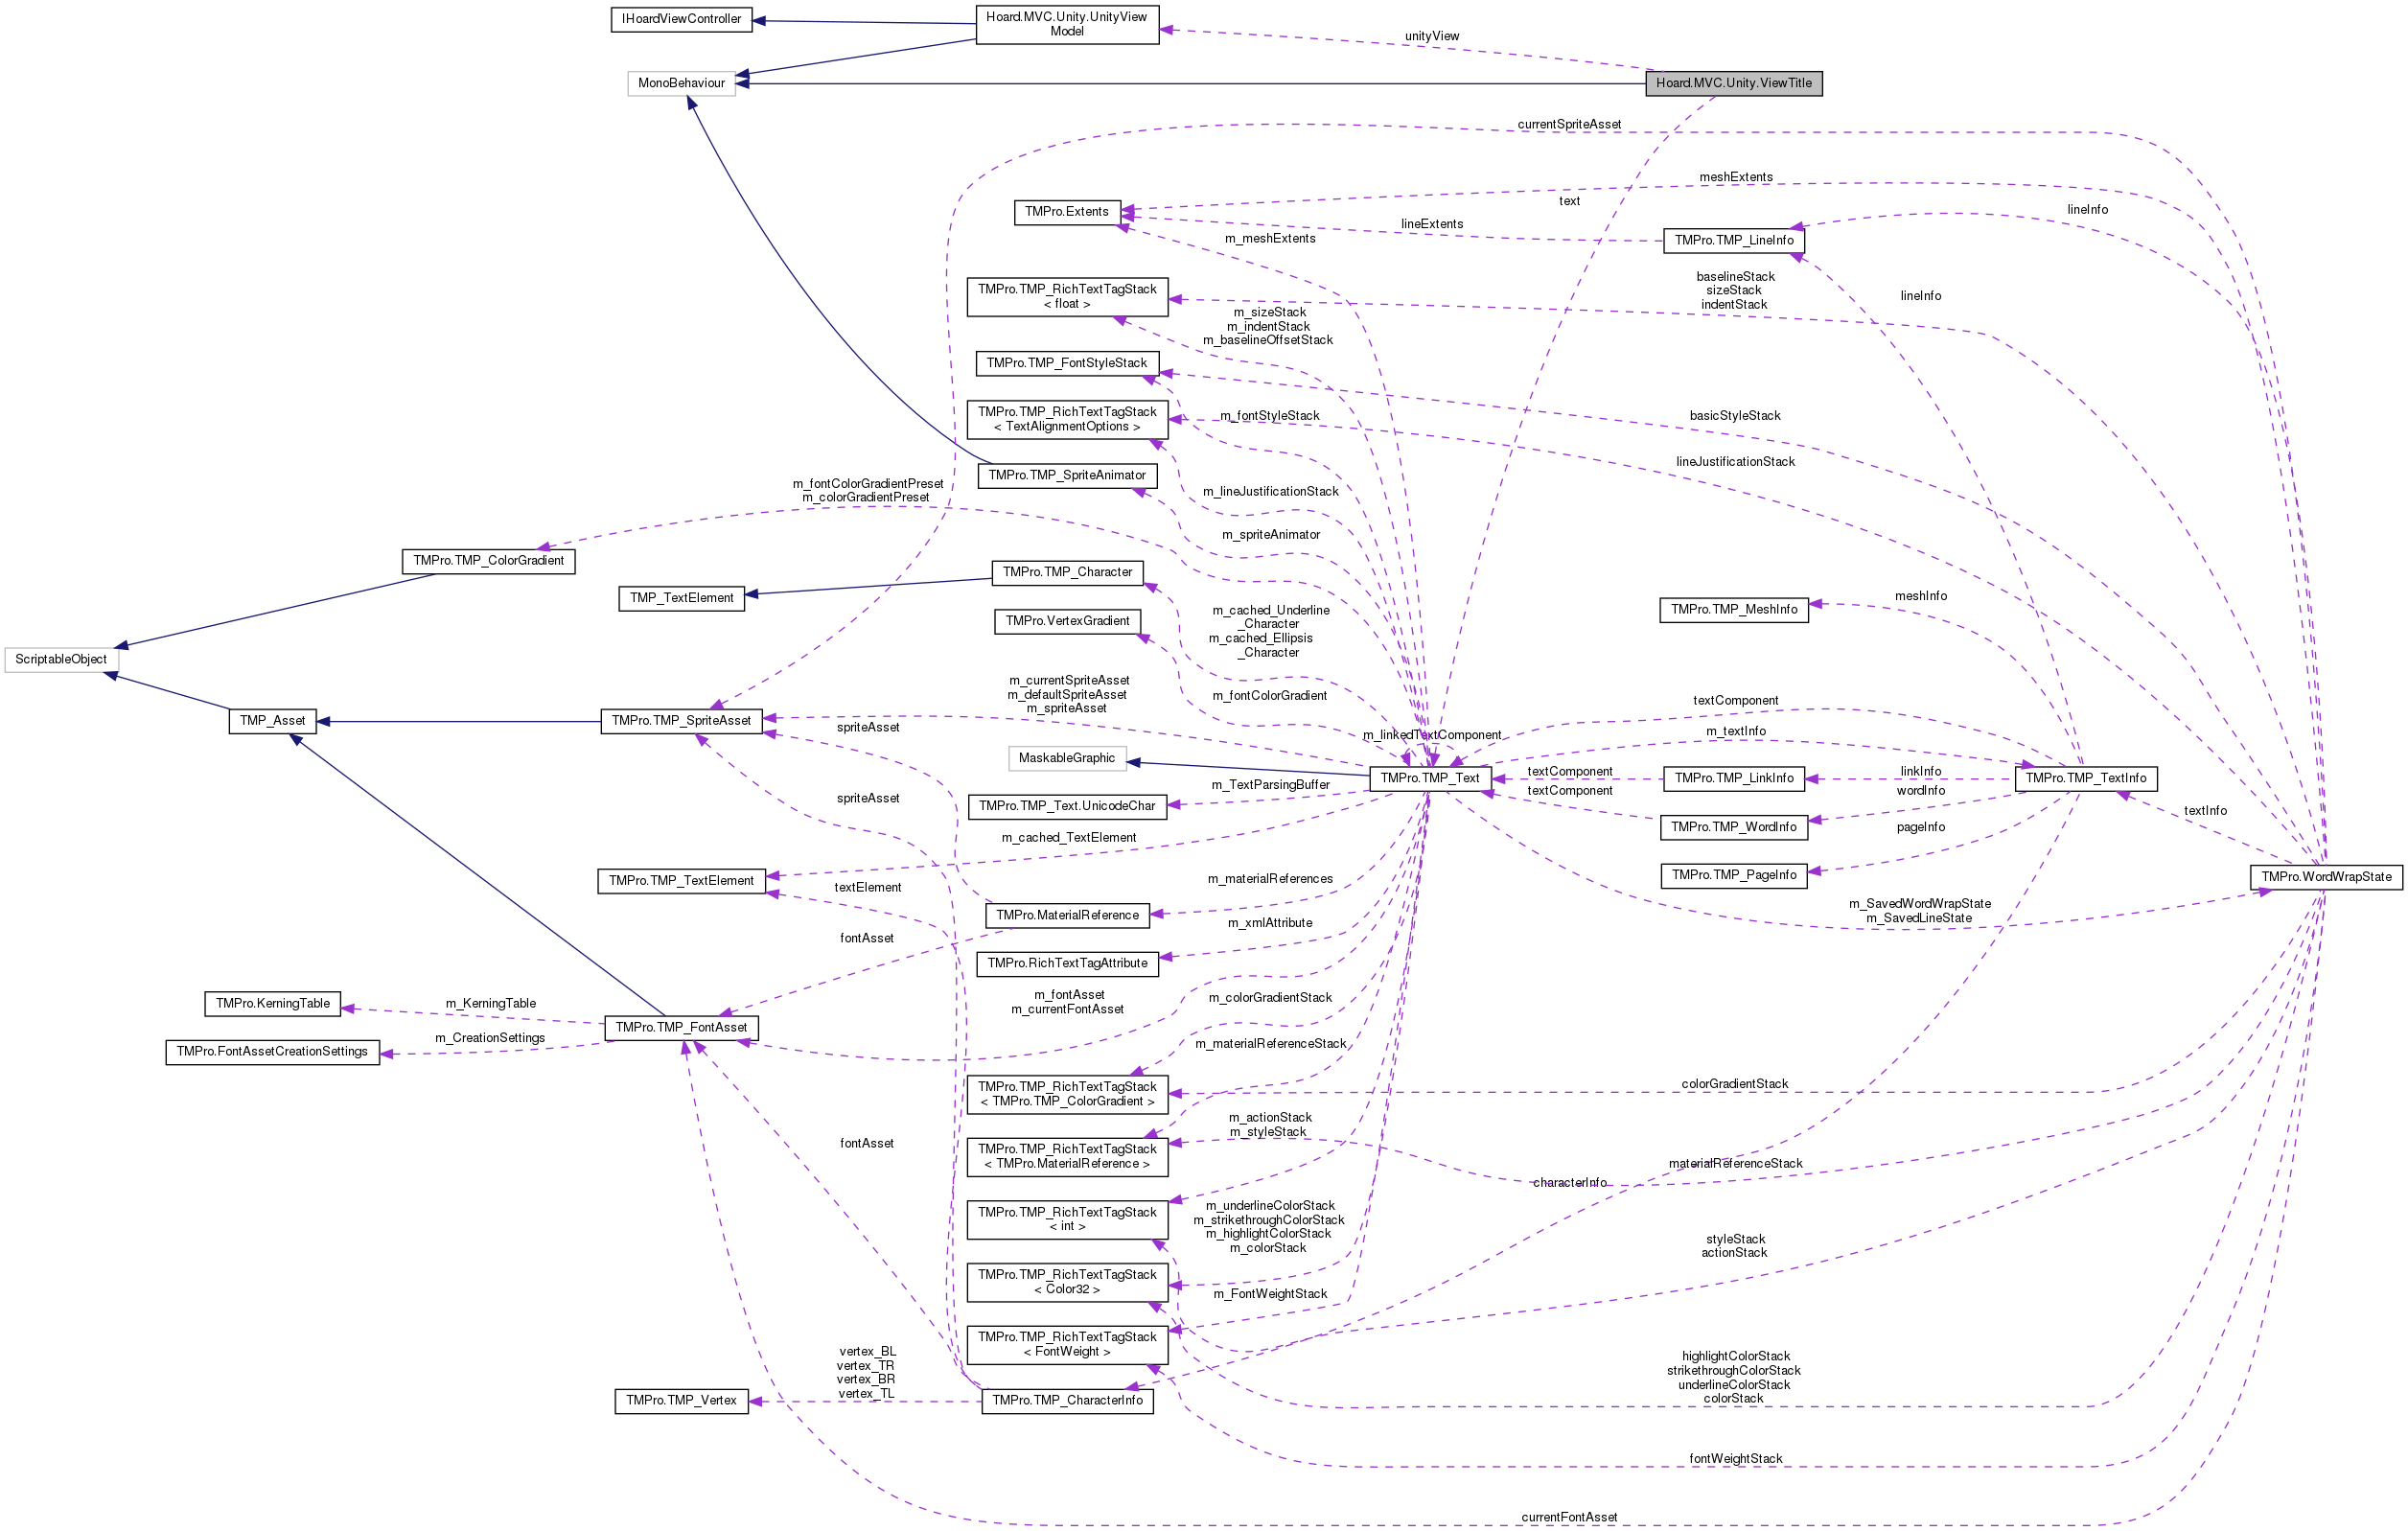 IHoardViewController
Hoard.MVC.Unity.UnityView
Model
unityView
MonoBehaviour
Hoard.MVC.Unity.ViewTitle
currentSpriteAsset
meshExtents
TMPro.Extents
text
lineInfo
lineExtents
m_meshExtents
TMPro.TMP_LineInfo
TMPro.TMP_RichTextTagStack
< float >
baselineStack
sizeStack
indentStack
lineInfo
m_sizeStack
m_indentStack
m_baselineOffsetStack
TMPro.TMP_FontStyleStack
TMPro.TMP_RichTextTagStack
< TextAlignmentOptions >
m_fontStyleStack
basicStyleStack
lineJustificationStack
TMPro.TMP_SpriteAnimator
m_fontColorGradientPreset
m_colorGradientPreset
m_lineJustificationStack
m_spriteAnimator
TMPro.TMP_ColorGradient
TMPro.TMP_Character
TMP_TextElement
m_cached_Underline
_Character
m_cached_Ellipsis
_Character
meshInfo
TMPro.TMP_MeshInfo
TMPro.VertexGradient
ScriptableObject
m_currentSpriteAsset
m_defaultSpriteAsset
m_spriteAsset
m_fontColorGradient
textComponent
TMP_Asset
TMPro.TMP_SpriteAsset
spriteAsset
m_linkedTextComponent
m_textInfo
MaskableGraphic
TMPro.TMP_Text
textComponent
TMPro.TMP_LinkInfo
linkInfo
TMPro.TMP_TextInfo
m_TextParsingBuffer
textComponent
wordInfo
spriteAsset
TMPro.TMP_Text.UnicodeChar
textInfo
m_cached_TextElement
TMPro.TMP_WordInfo
pageInfo
TMPro.TMP_TextElement
textElement
m_materialReferences
TMPro.TMP_PageInfo
TMPro.WordWrapState
TMPro.MaterialReference
m_xmlAttribute
m_SavedWordWrapState
m_SavedLineState
fontAsset
TMPro.RichTextTagAttribute
TMPro.KerningTable
m_KerningTable
m_fontAsset
m_currentFontAsset
m_colorGradientStack
TMPro.TMP_FontAsset
m_CreationSettings
TMPro.FontAssetCreationSettings
m_materialReferenceStack
TMPro.TMP_RichTextTagStack
< TMPro.TMP_ColorGradient >
colorGradientStack
m_actionStack
m_styleStack
fontAsset
TMPro.TMP_RichTextTagStack
< TMPro.MaterialReference >
materialReferenceStack
characterInfo
TMPro.TMP_RichTextTagStack
< int >
m_underlineColorStack
m_strikethroughColorStack
m_highlightColorStack
m_colorStack
styleStack
actionStack
TMPro.TMP_RichTextTagStack
< Color32 >
m_FontWeightStack
TMPro.TMP_RichTextTagStack
< FontWeight >
vertex_BL
vertex_TR
vertex_BR
vertex_TL
highlightColorStack
strikethroughColorStack
underlineColorStack
colorStack
TMPro.TMP_Vertex
TMPro.TMP_CharacterInfo
fontWeightStack
currentFontAsset